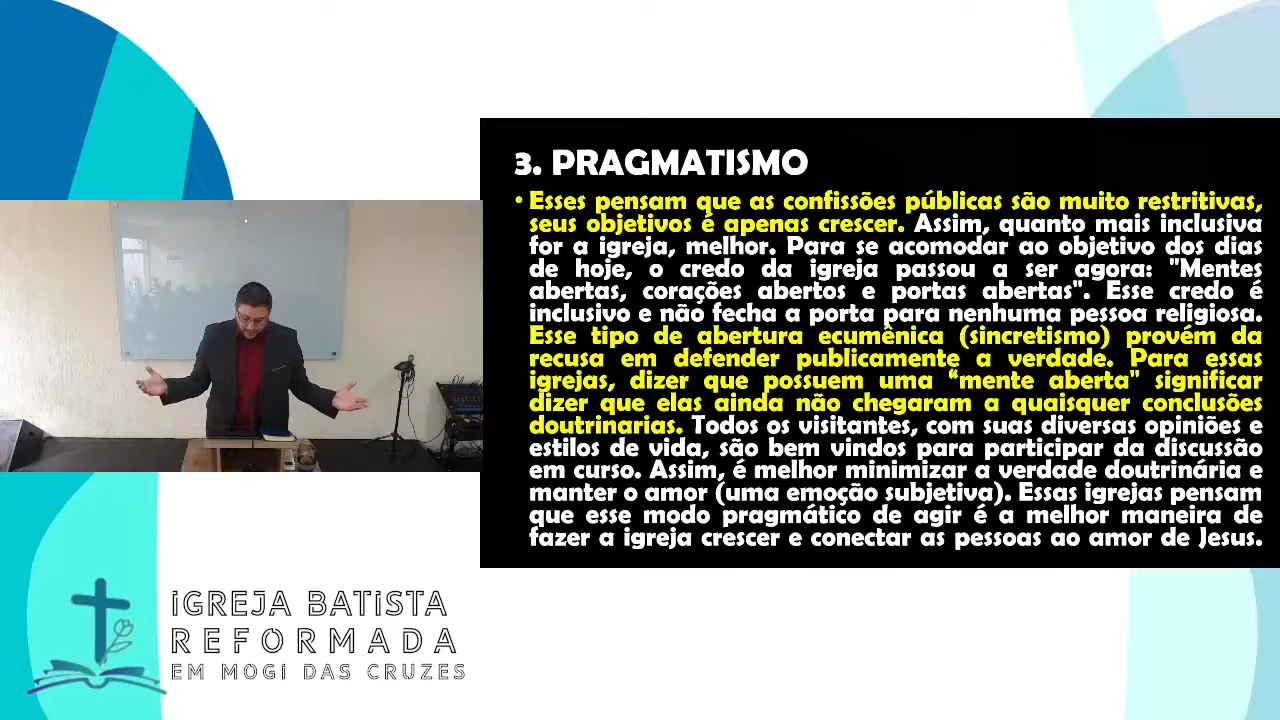 3. PRAGMATISMO
• Esses pensam que as confissões públicas são muito restritivas,
seus objetivos é apenas crescer. Assim, quanto mais inclusiva
for a igreja, melhor. Para se acomodar ao objetivo dos dias
de hoje, o credo da igreja passou a ser agora: "Mentes
abertas, corações abertos e portas abertas". Esse credo é
inclusivo e não fecha a porta para nenhuma pessoa religiosa.
Esse tipo de abertura ecumênica (sincretismo) provém da
recusa em defender publicamente a verdade. Para essas
igrejas, dizer que possuem uma “mente aberta" significar
dizer que elas ainda não chegaram a quaisquer conclusões
doutrinarias. Todos os visitantes, com suas diversas opiniões e
estilos de vida, são bem vindos para participar da discussão
em curso. Assim, é melhor minimizar a verdade doutrinária e
manter o amor (uma emoção subjetiva). Essas igrejas pensam
que esse modo pragmático de agir é a melhor maneira de
fazer a igreja crescer e conectar as pessoas ao amor de Jesus.
iGREJA BATiSTA
REFORMADA
EM MOGi DAS CRUZES